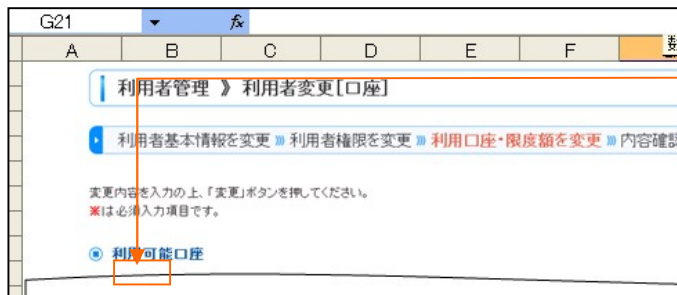 G21 fx
A B C D E F
利用者管理 》 利用者変更[口座]
利用者基本情報を変更 》 利用者権限を変更 》 利用口座・限度額を変更 》 内容確認
変更内容を入力の上、「変更」ボタンを押してください。
※は必須入力項目です。
利用可能口座